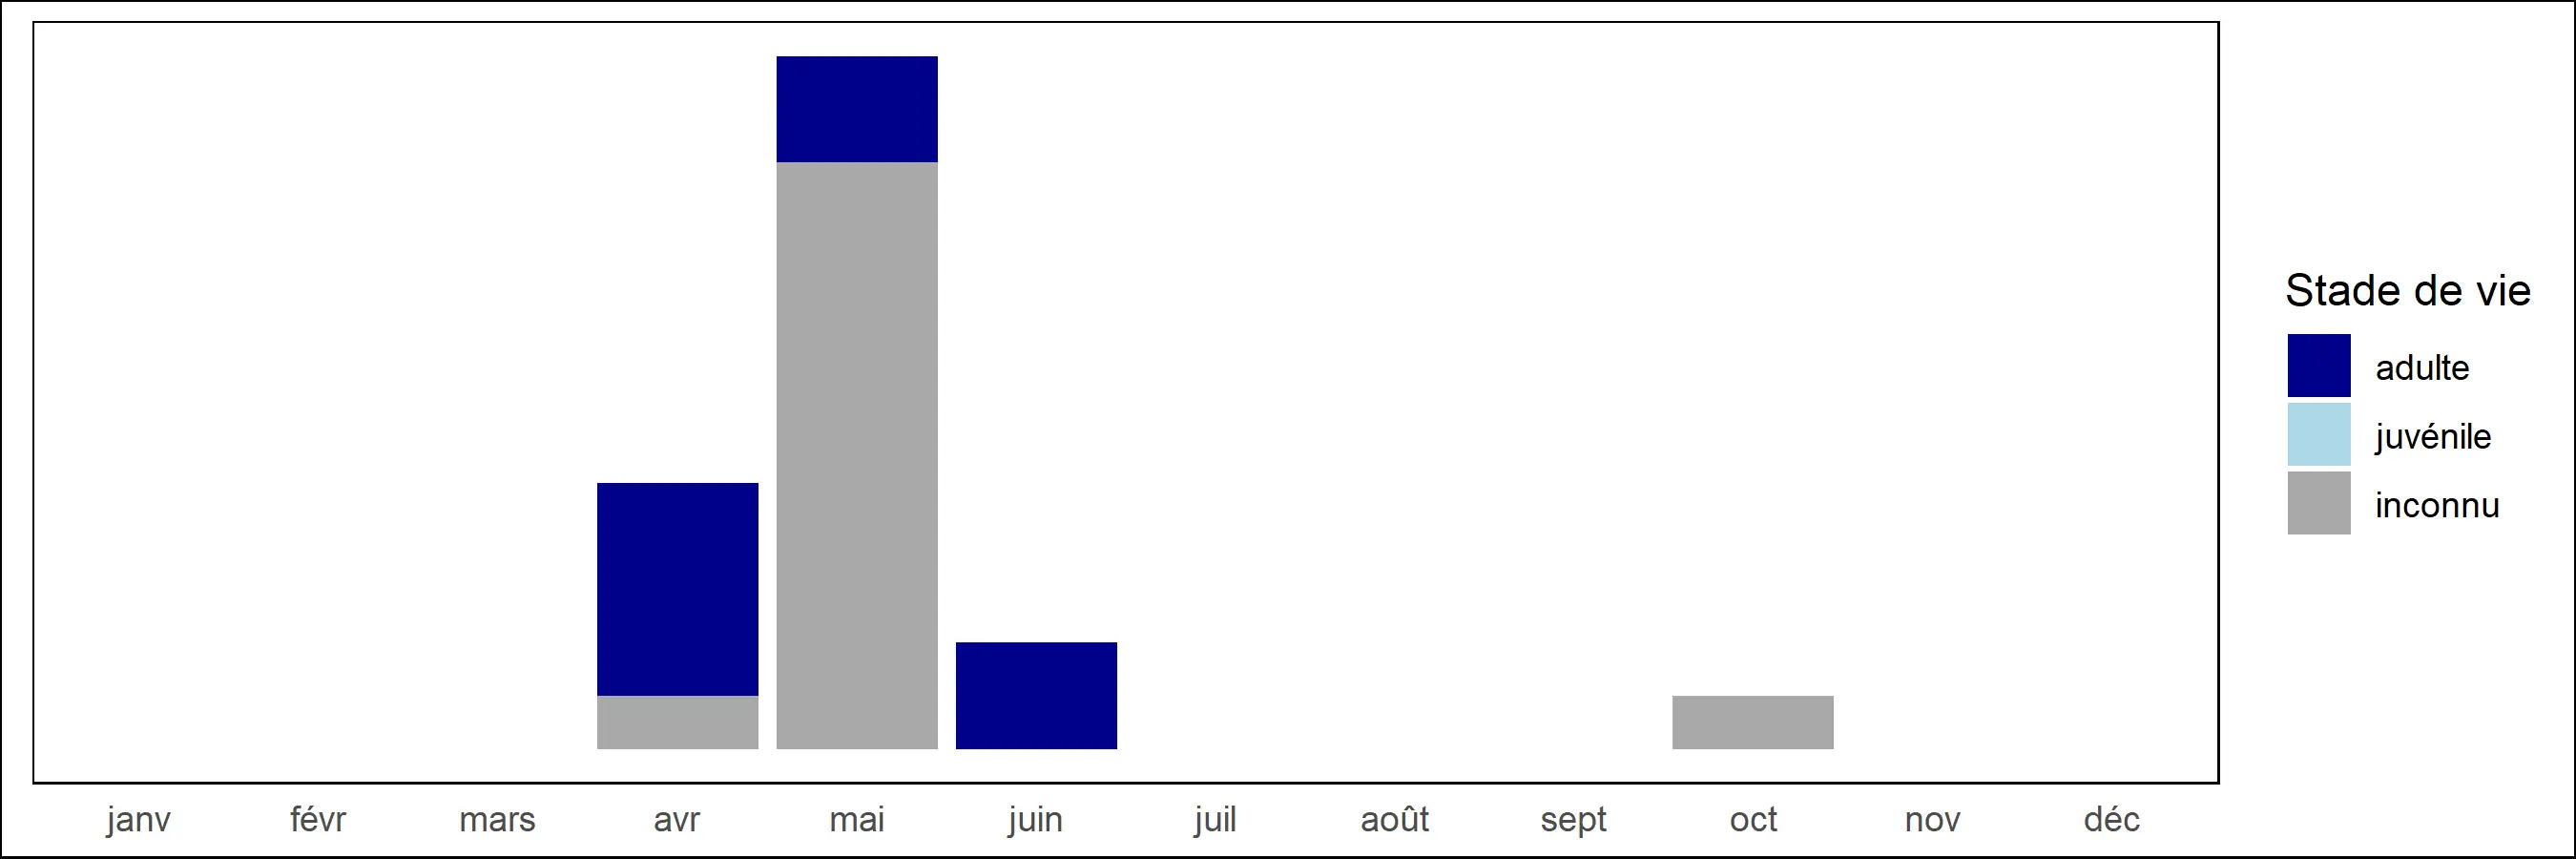 Stade de vie
adulte
juvénile
inconnu
janv févr mars avr mai juin juil août sept oct nov déc